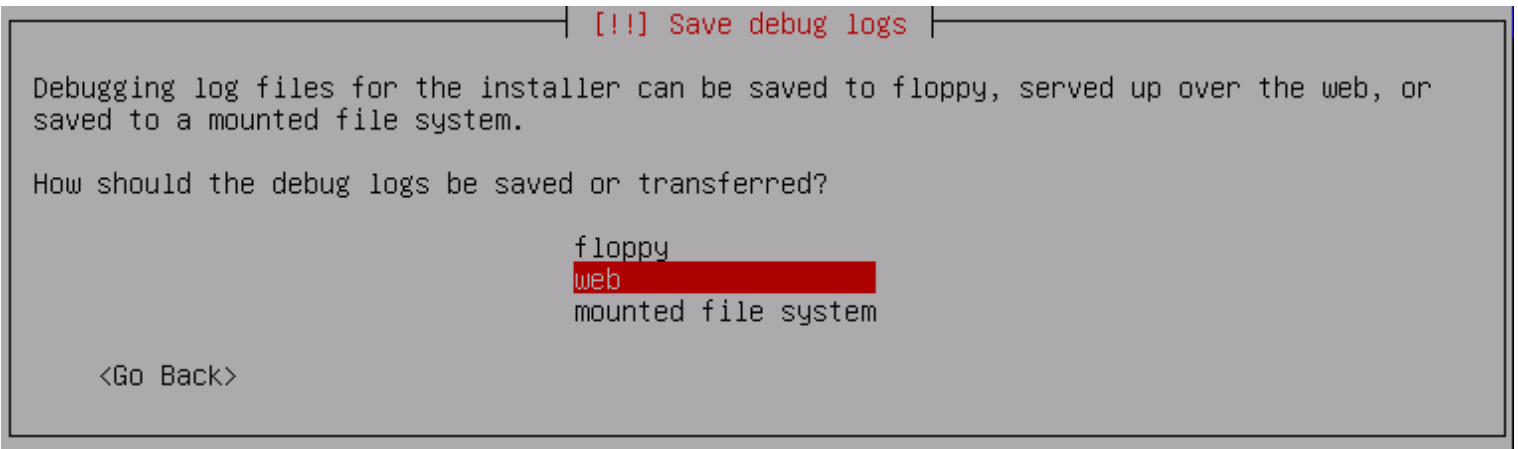 [!!] Save debug logs
Debugging log files for the installer can be saved to floppy, served up over the web, or
saved to a mounted file system.
How should the debug logs be saved or transferred?
floppy
web
mounted file system
<Go Back>